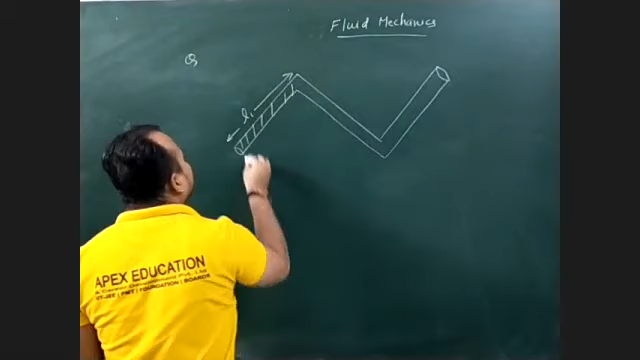 Fluid Mechanics
Q
l₁
APEX EDUCATION
IIT-JEE | PMT | FOUNDATION | BOARDS